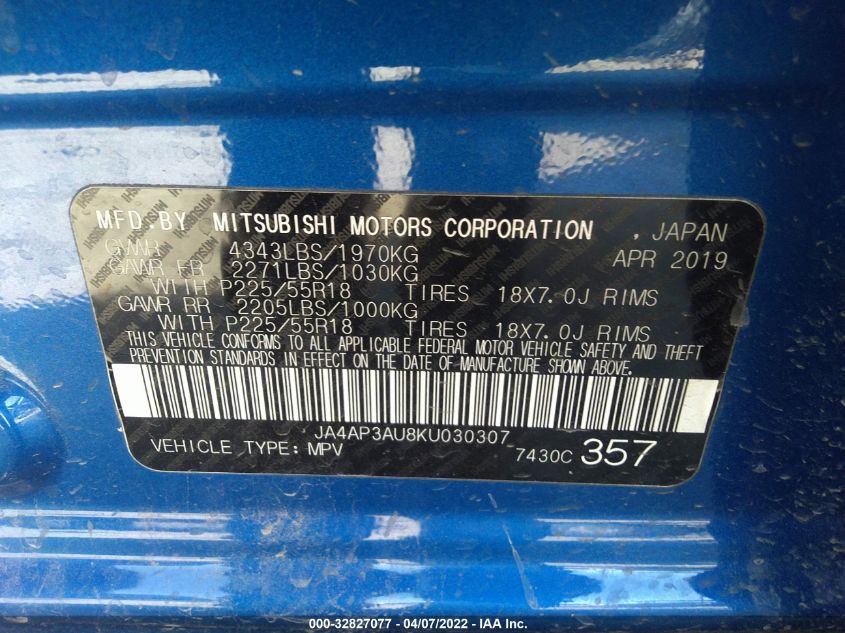 MFD.BY MITSUBISHI MOTORS CORPORATION , JAPAN
GVWR 4343LBS/1970KG APR 2019
GAWR FR 2271LBS/1030KG
WITH P225/55R18 TIRES 18X7.0J RIMS
GAWR RR 2205LBS/1000KG
WITH P225/55R18 TIRES 18X7.0J RIMS
THIS VEHICLE CONFORMS TO ALL APPLICABLE FEDERAL MOTOR VEHICLE SAFETY AND THEFT
PREVENTION STANDARDS IN EFFECT ON THE DATE OF MANUFACTURE SHOWN ABOVE.
JA4AP3AU8KU030307
VEHICLE TYPE: MPV 7430C 357
000-32827077 - 04/07/2022 - IAA Inc.